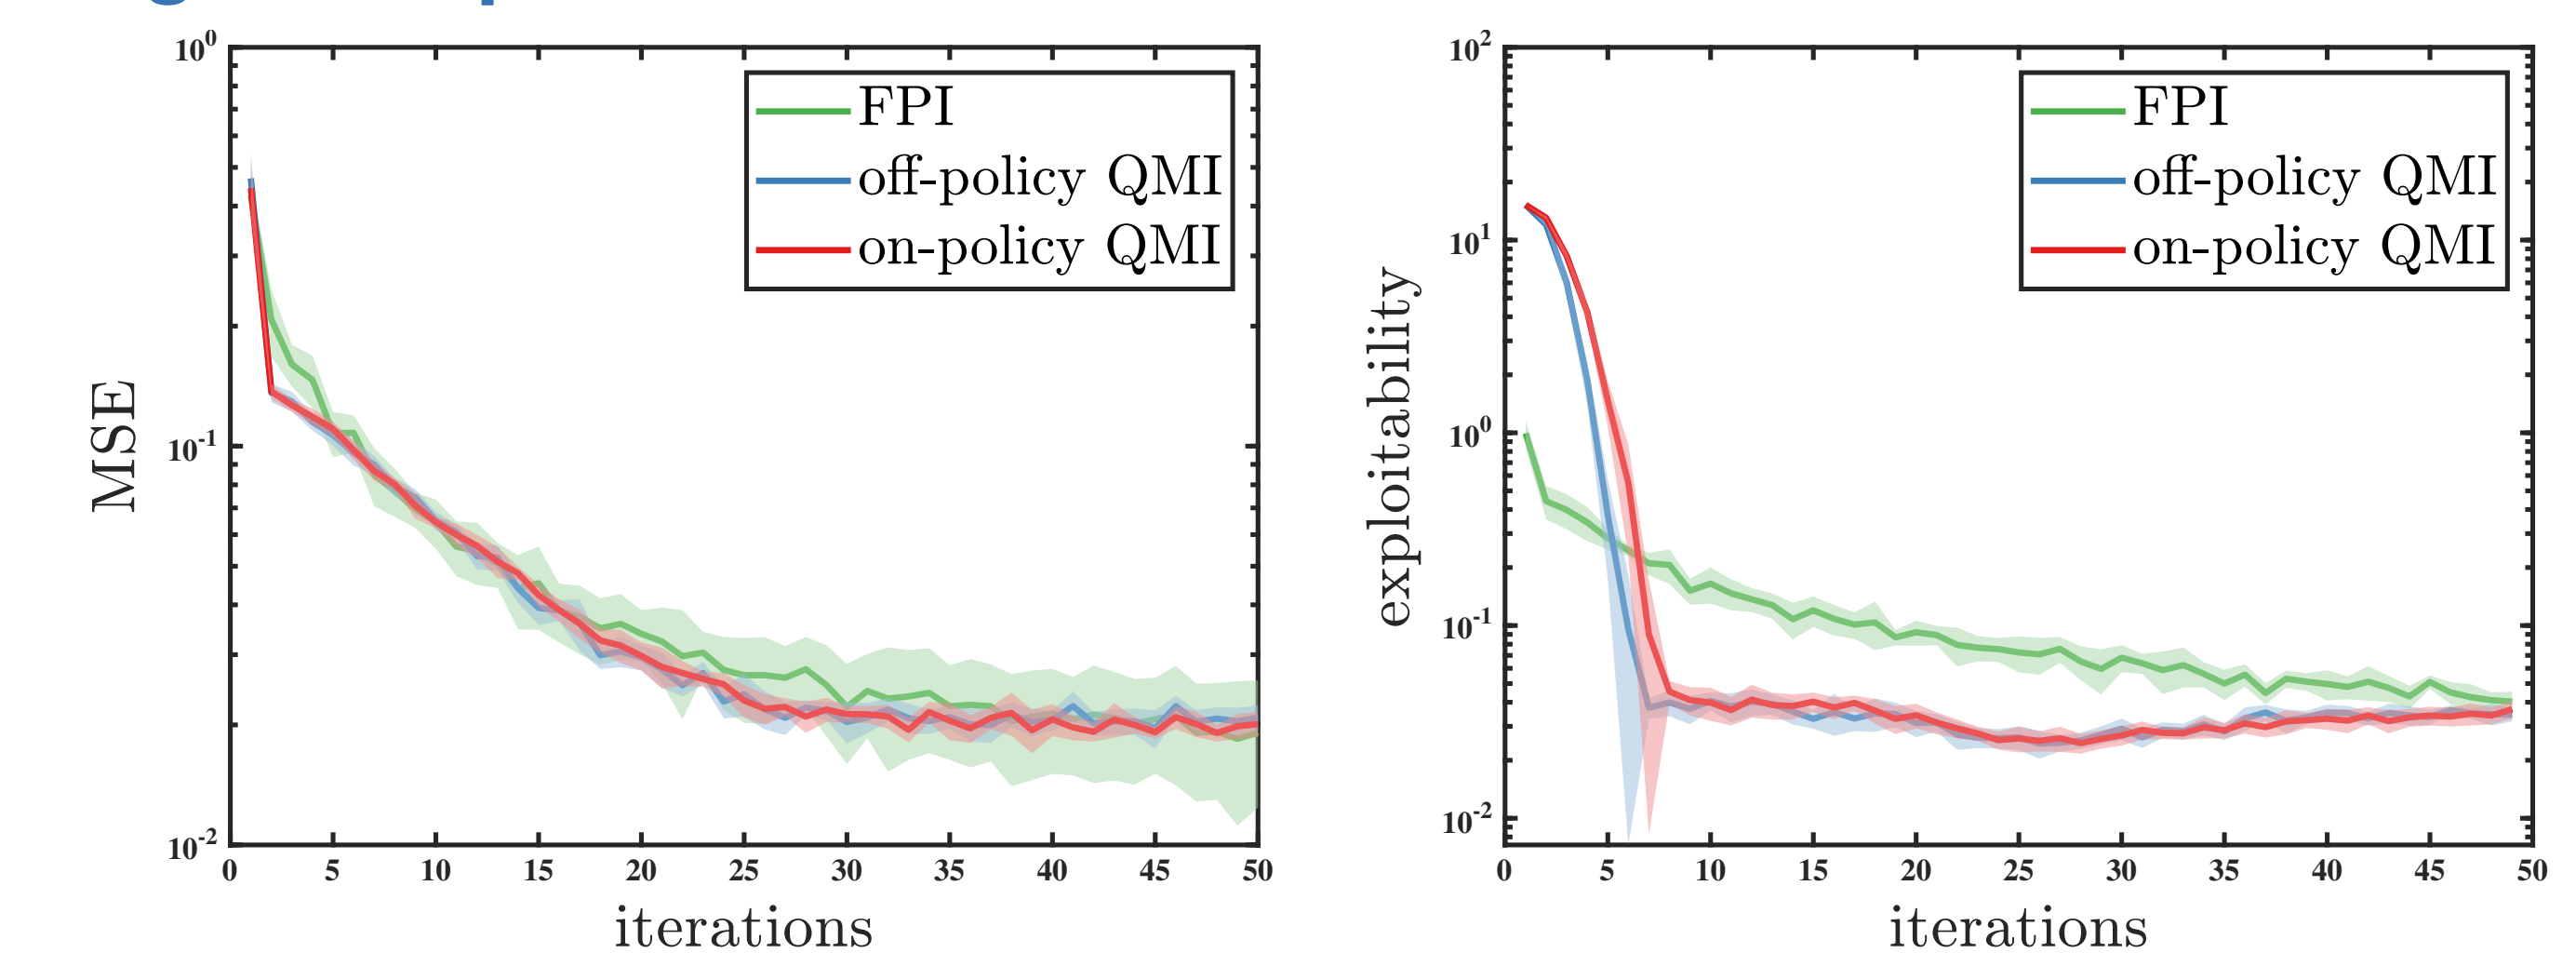 10^0
10^-1
10^-2
MSE
FPI
off-policy QMI
on-policy QMI
0 5 10 15 20 25 30 35 40 45 50
iterations
10^2
10^1
10^0
10^-1
10^-2
exploitability
FPI
off-policy QMI
on-policy QMI
0 5 10 15 20 25 30 35 40 45 50
iterations